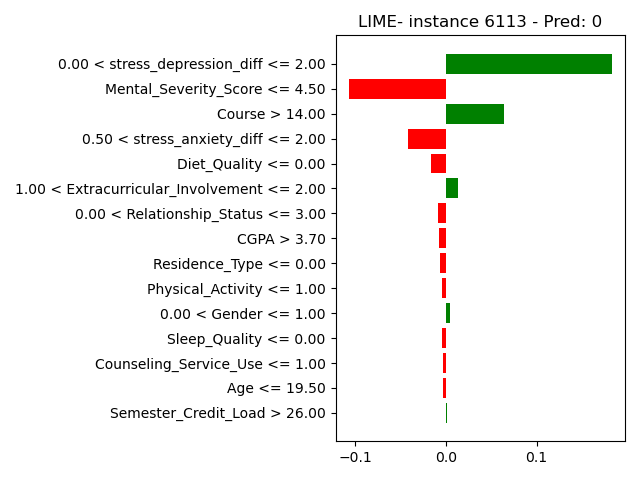 LIME- instance 6113 - Pred: 0
0.00 < stress_depression_diff <= 2.00
Mental_Severity_Score <= 4.50
Course > 14.00
0.50 < stress_anxiety_diff <= 2.00
Diet_Quality <= 0.00
1.00 < Extracurricular_Involvement <= 2.00
0.00 < Relationship_Status <= 3.00
CGPA > 3.70
Residence_Type <= 0.00
Physical_Activity <= 1.00
0.00 < Gender <= 1.00
Sleep_Quality <= 0.00
Counseling_Service_Use <= 1.00
Age <= 19.50
Semester_Credit_Load > 26.00
−0.1 0.0 0.1